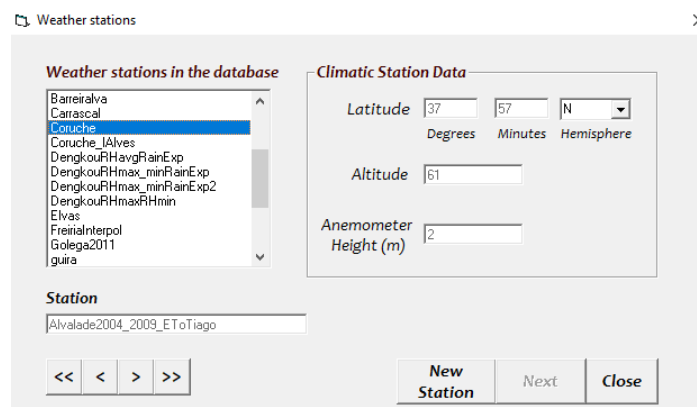 Weather stations
Weather stations in the database
Barreiralva
Carrascal
Coruche
Coruche_IAlves
DengkouRHavgRainExp
DengkouRHmax_minRainExp
DengkouRHmax_minRainExp2
DengkouRHmaxRHmin
Elvas
FreiriaInterpol
Golega2011
guira
Station
Alvalade2004_2009_EToTiago
<< < > >>
Climatic Station Data
Latitude 37 57 N
Degrees Minutes Hemisphere
Altitude 61
Anemometer
Height (m) 2
New
Station
Next
Close